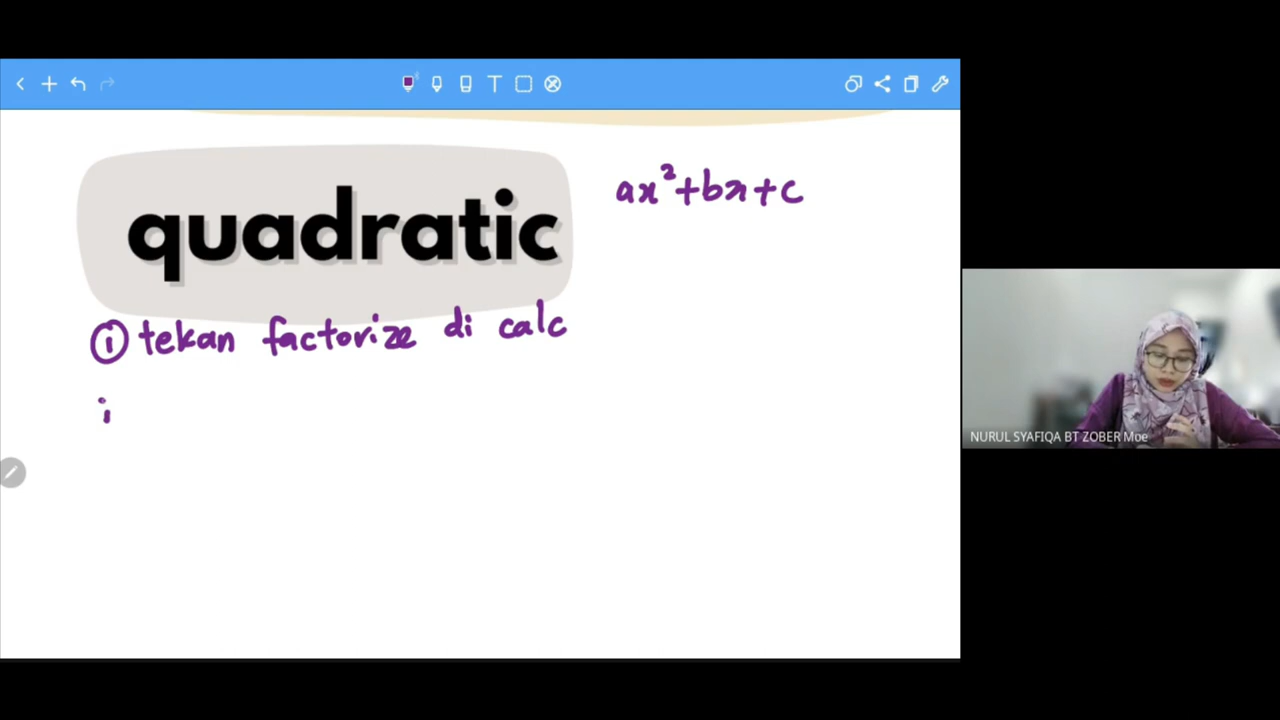 quadratic
ax²+bx+c
① tekan factorize di calc
i
NURUL SYAFIQA BT ZOBER Moe